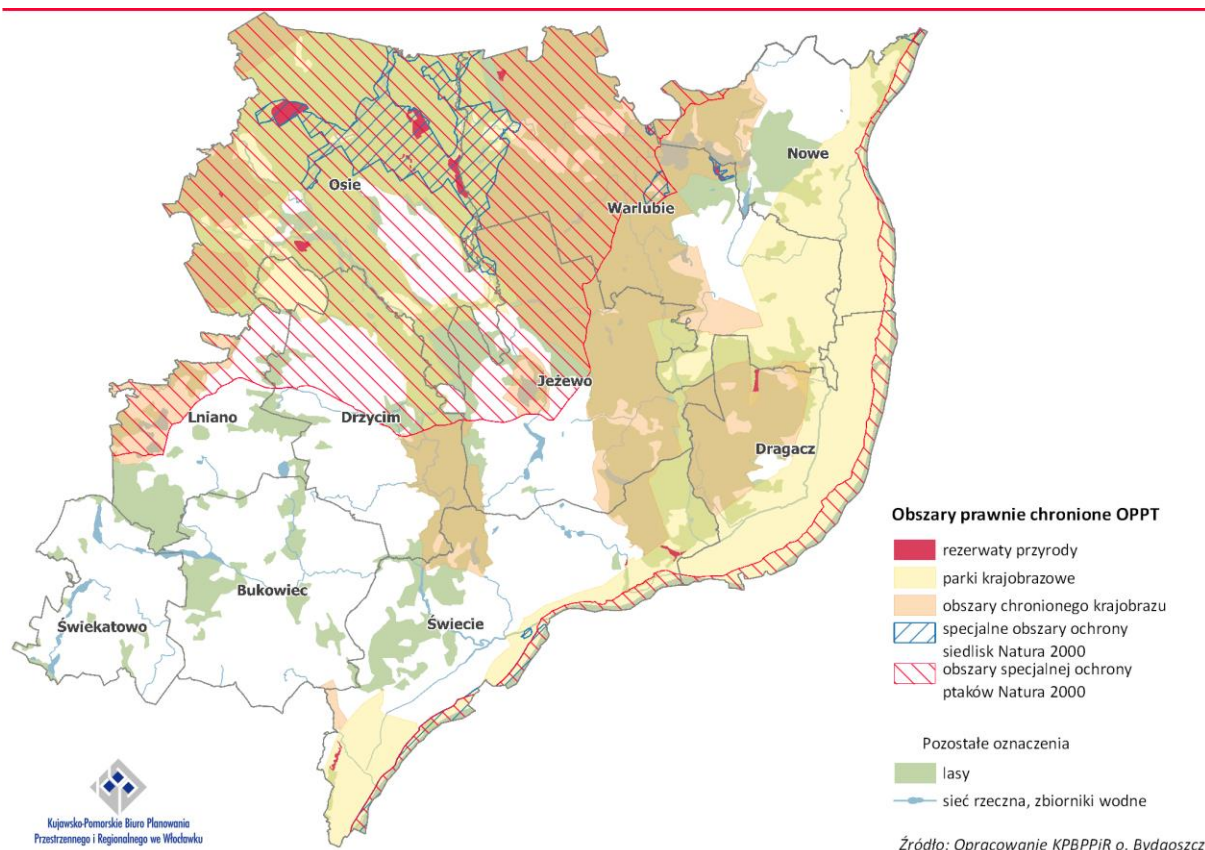 Nowe
Osie
Warlubie
Jeżewo
Lniano
Drzycim
Dragacz
Bukowiec
Świekatowo
Świecie
Obszary prawnie chronione OPPT
rezerwaty przyrody
parki krajobrazowe
obszary chronionego krajobrazu
specjalne obszary ochrony
siedlisk Natura 2000
obszary specjalnej ochrony
ptaków Natura 2000
Pozostałe oznaczenia
lasy
sieć rzeczna, zbiorniki wodne
Kujawsko-Pomorskie Biuro Planowania
Przestrzennego i Regionalnego we Włocławku
Źródło: Opracowanie KPBPPiR o. Bydgoszcz